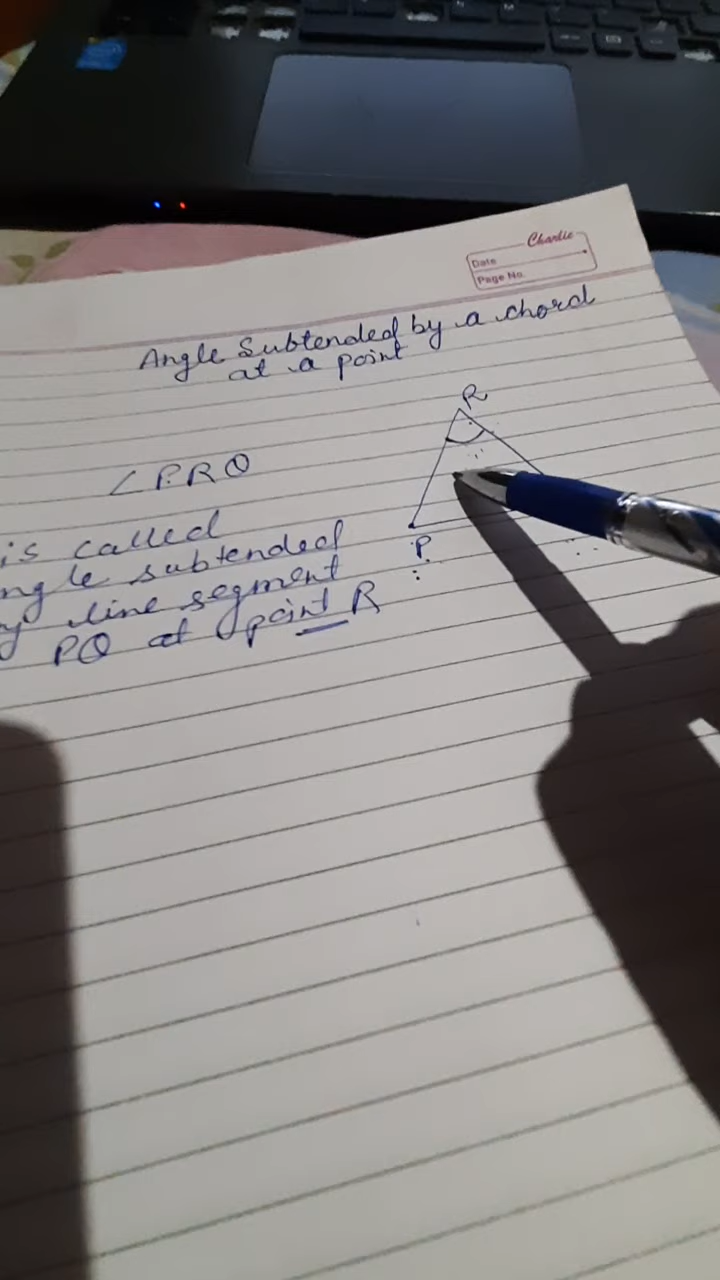 Charlie
Date
Page No.
Angle Subtended by a chord
at a point
R
∠PRQ
P
is called
ngle subtended
y line segment
PQ at point R